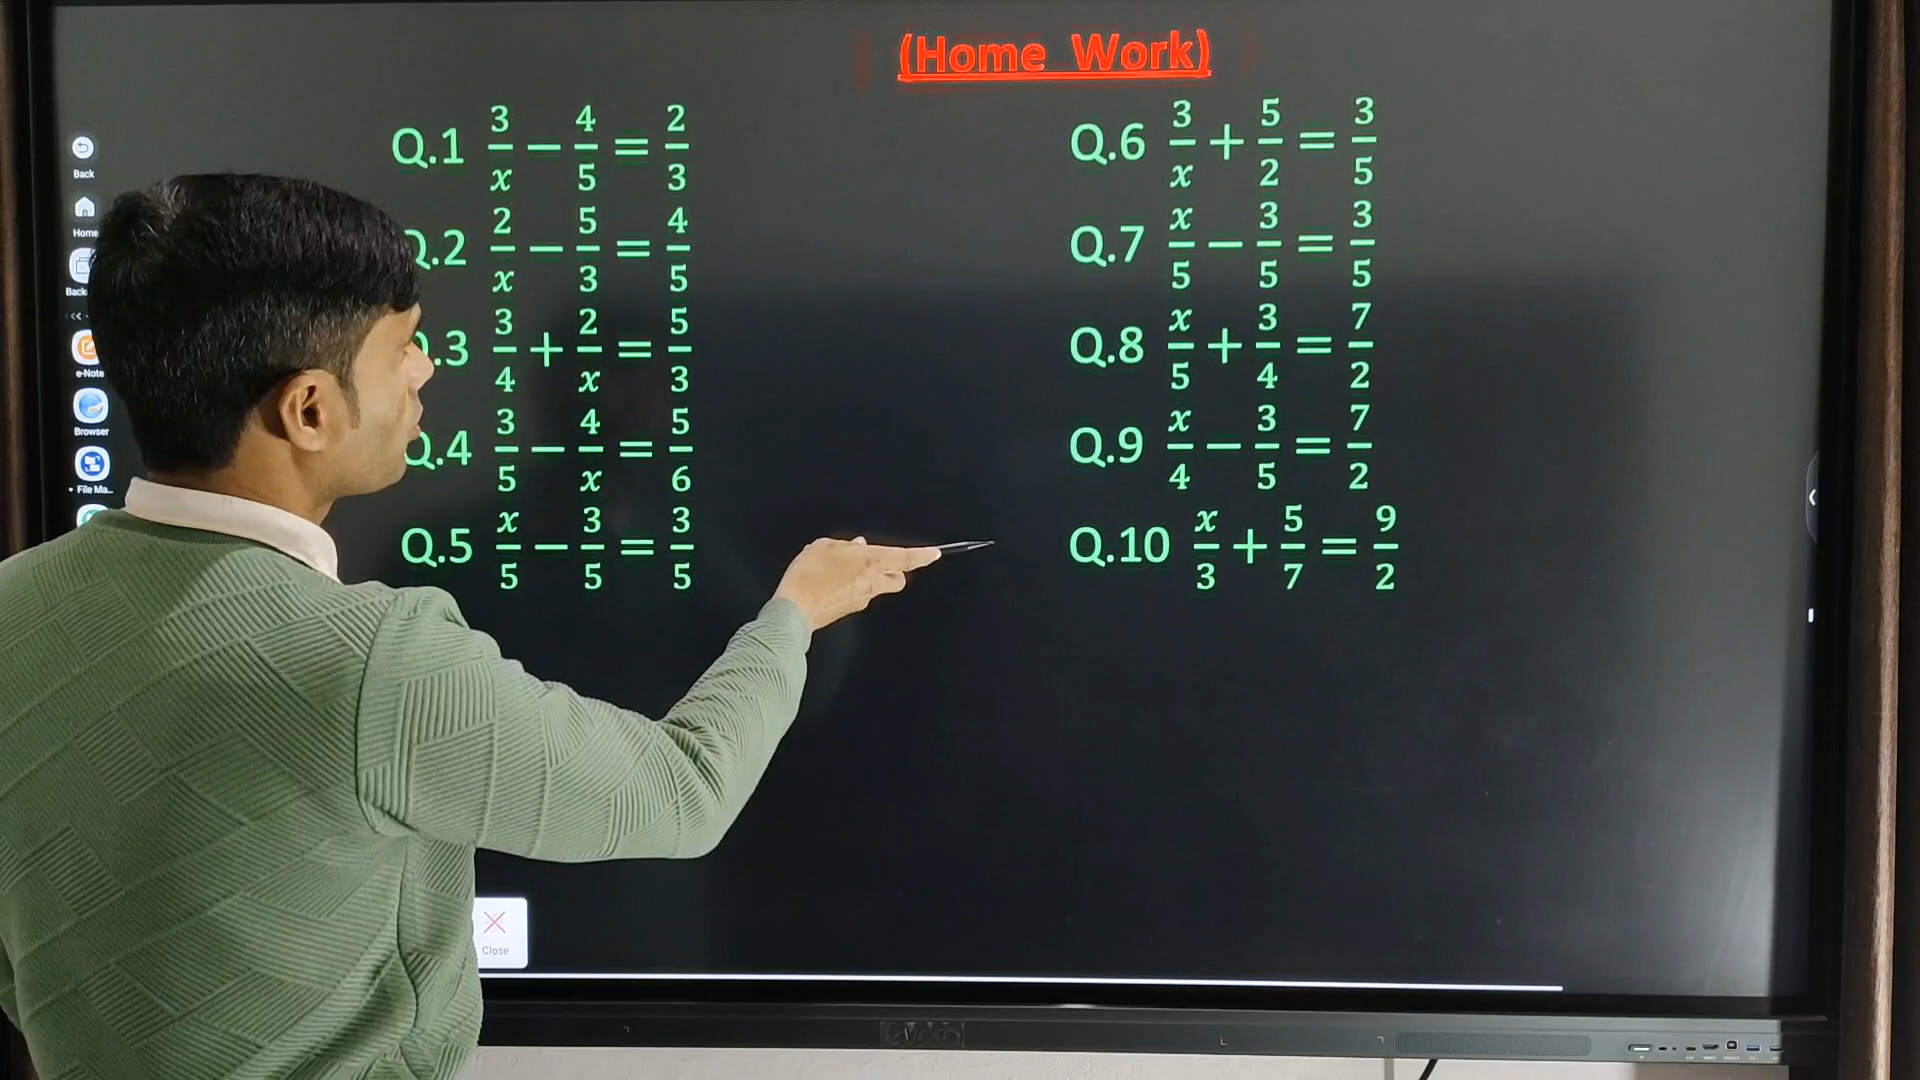 (Home Work)
Q.1 3/x − 4/5 = 2/3
Q.2 2/x − 5/3 = 4/5
Q.3 3/4 + 2/x = 5/3
Q.4 3/5 − 4/x = 5/6
Q.5 x/5 − 3/5 = 3/5
Q.6 3/x + 5/2 = 3/5
Q.7 x/5 − 3/5 = 3/5
Q.8 x/5 + 3/4 = 7/2
Q.9 x/4 − 3/5 = 7/2
Q.10 x/3 + 5/7 = 9/2
Back
Home
Back
e-Note
Browser
File Ma...
Close